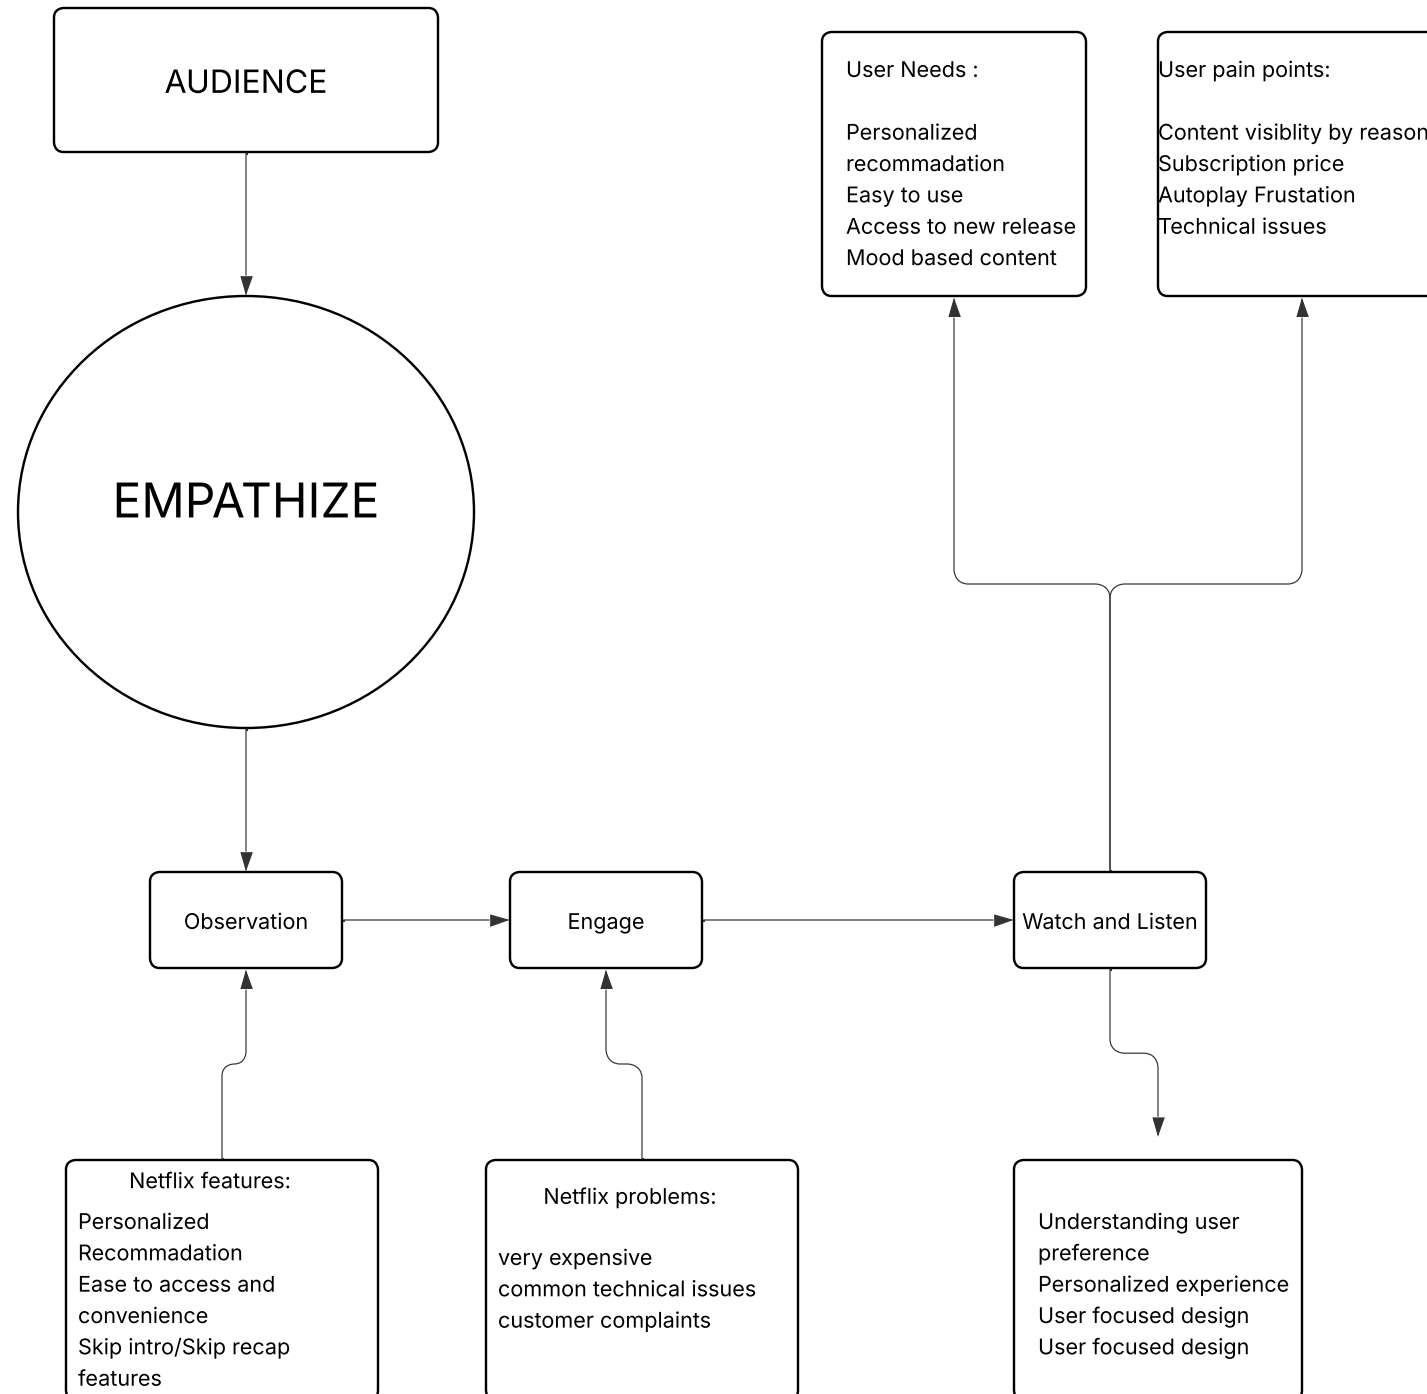 AUDIENCE
User Needs :
Personalized
recommadation
Easy to use
Access to new release
Mood based content
User pain points:
Content visiblity by reason
Subscription price
Autoplay Frustation
Technical issues
EMPATHIZE
Observation
Engage
Watch and Listen
Netflix features:
Personalized
Recommadation
Ease to access and
convenience
Skip intro/Skip recap
features
Netflix problems:
very expensive
common technical issues
customer complaints
Understanding user
preference
Personalized experience
User focused design
User focused design